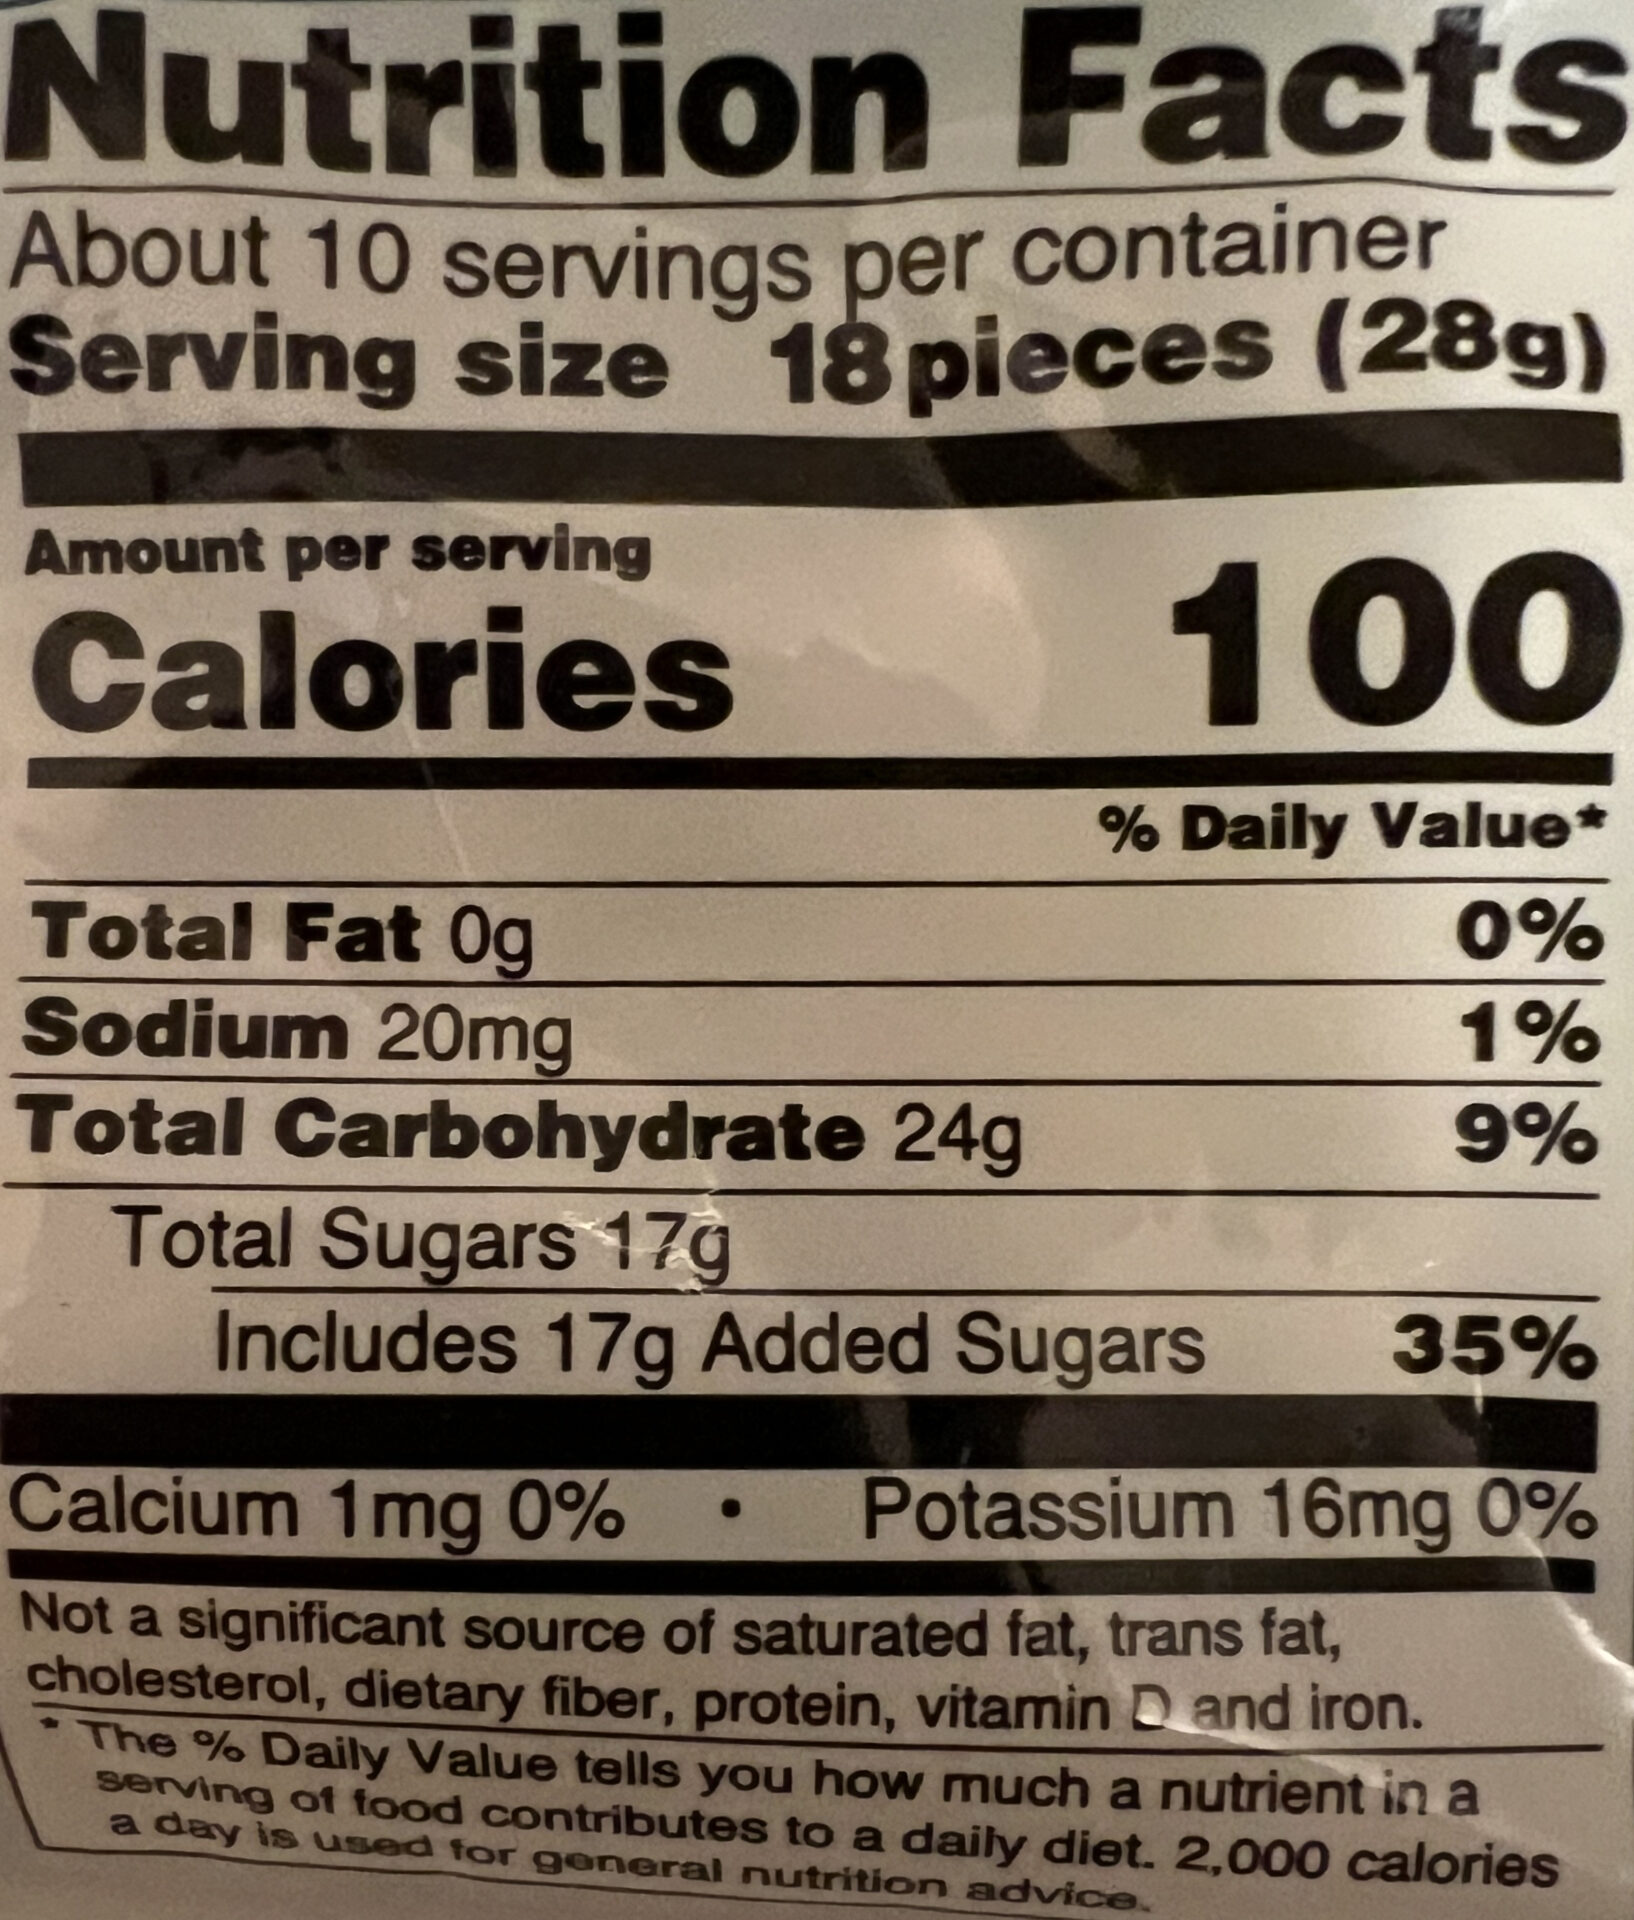 Nutrition Facts
About 10 servings per container
Serving size 18 pieces (28g)
Amount per serving
Calories 100
% Daily Value*
Total Fat 0g 0%
Sodium 20mg 1%
Total Carbohydrate 24g 9%
Total Sugars 17g
Includes 17g Added Sugars 35%
Calcium 1mg 0% • Potassium 16mg 0%
Not a significant source of saturated fat, trans fat,
cholesterol, dietary fiber, protein, vitamin D and iron.
* The % Daily Value tells you how much a nutrient in a
serving of food contributes to a daily diet. 2,000 calories
a day is used for general nutrition advice.